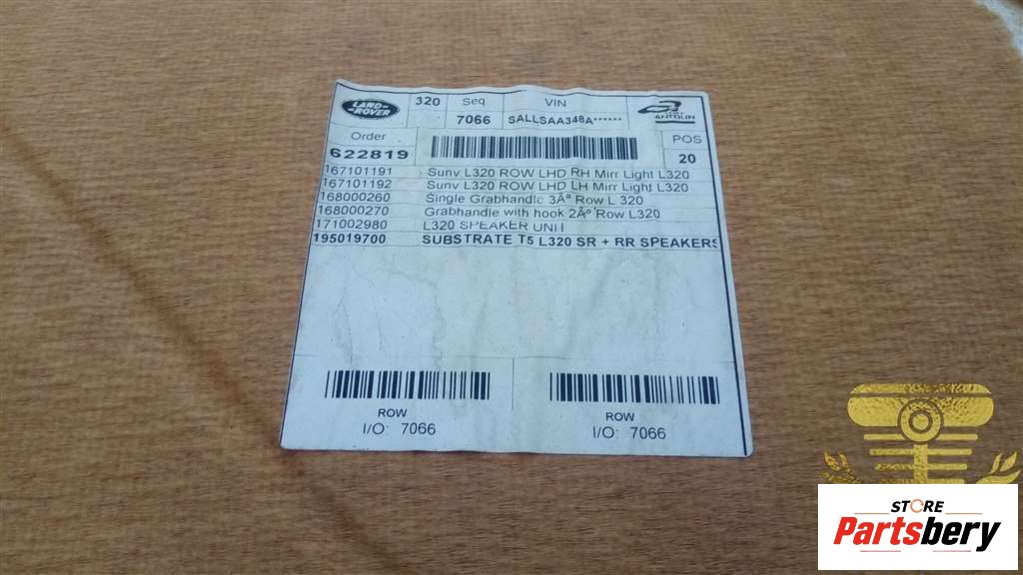 LAND-
-ROVER
320 Seq VIN
7066 SALLSAA348A******
ANTOLIN
Order POS
622819 20
167101191 Sunv L320 ROW LHD RH Mirr Light L320
167101192 Sunv L320 ROW LHD LH Mirr Light L320
168000260 Single Grabhandle 3Âº Row L 320
168000270 Grabhandle with hook 2Âº Row L320
171002980 L320 SPEAKER UNIT
195019700 SUBSTRATE T5 L320 SR + RR SPEAKERS
ROW ROW
I/O: 7066 I/O: 7066
STORE
Partsbery